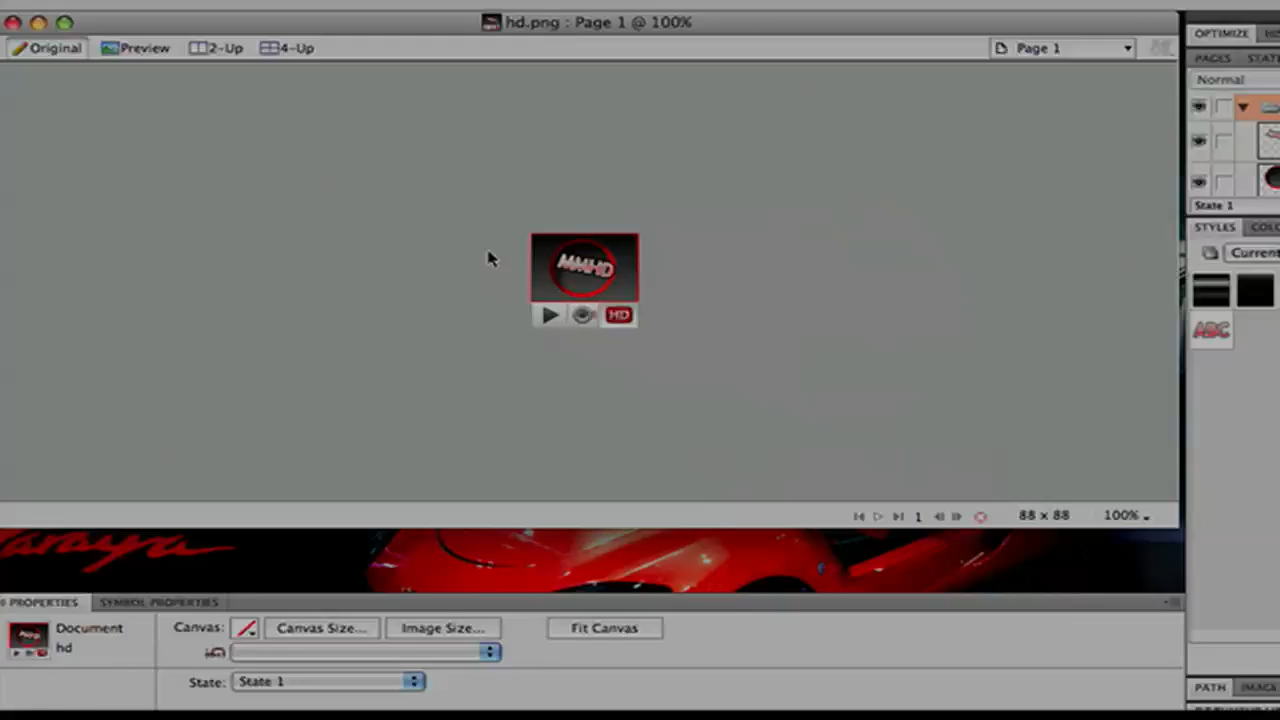 hd.png : Page 1 @ 100%
Original Preview 2-Up 4-Up Page 1
OPTIMIZE
PAGES
Normal
MMHD
HD
State 1
STYLES
Current
ABC
1 88 x 88 100%
PROPERTIES SYMBOL PROPERTIES
Document
hd
Canvas: Canvas Size... Image Size... Fit Canvas
State: State 1
PATH